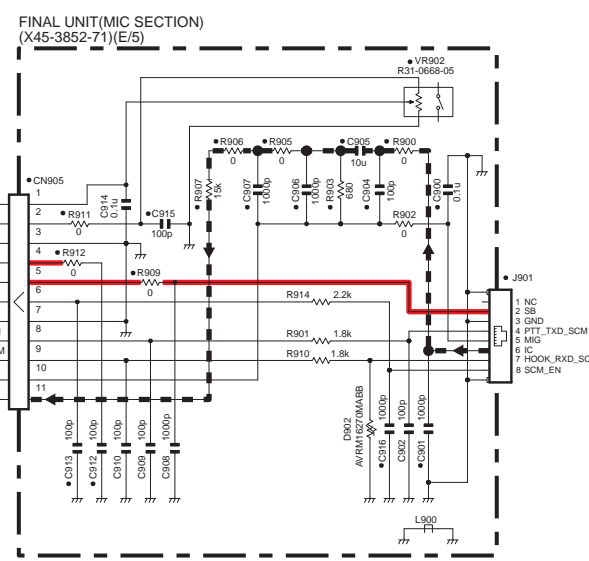 FINAL UNIT(MIC SECTION)
(X45-3852-71)(E/5)
VR902
R31-0668-05
R906
0
R905
0
C905
10u
R900
0
CN905
1
2
3
4
5
6
7
8
9
10
11
C914
0.1u
R911
0
C915
100p
R907
15k
C907
1000p
C906
1000p
R903
680
C904
100p
R902
0
C900
0.1u
R912
0
R909
0
R914 2.2k
R901 1.8k
R910 1.8k
J901
1 NC
2 SB
3 GND
4 PTT_TXD_SCM
5 MIG
6 IC
7 HOOK_RXD_SC
8 SCM_EN
M
C913
100p
C912
100p
C910
100p
C909
100p
C908
1000p
D902
AVRM16270MABB
C916
1000p
C902
100p
C901
1000p
L900